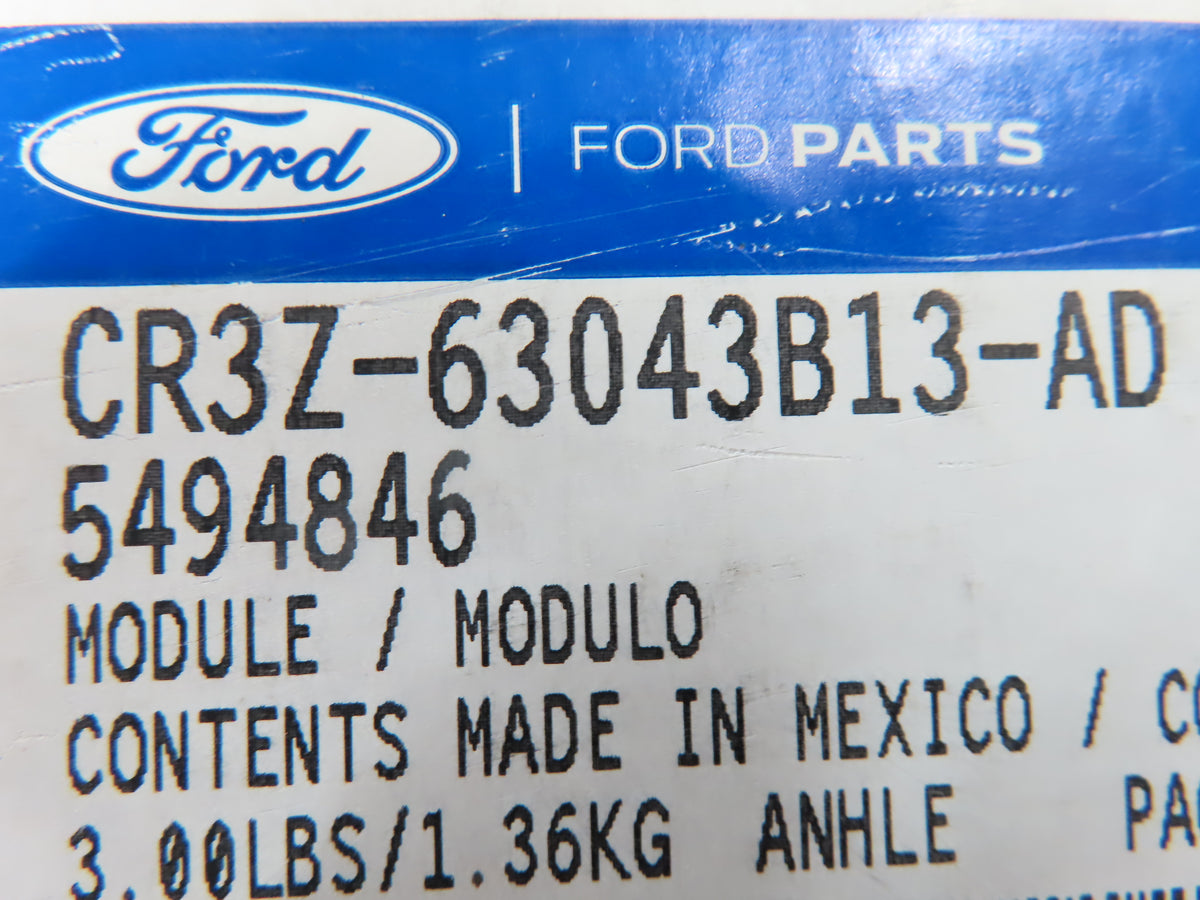 Ford | FORD PARTS
CR3Z-63043B13-AD
5494846
MODULE / MODULO
CONTENTS MADE IN MEXICO /
3.00LBS/1.36KG ANHLE